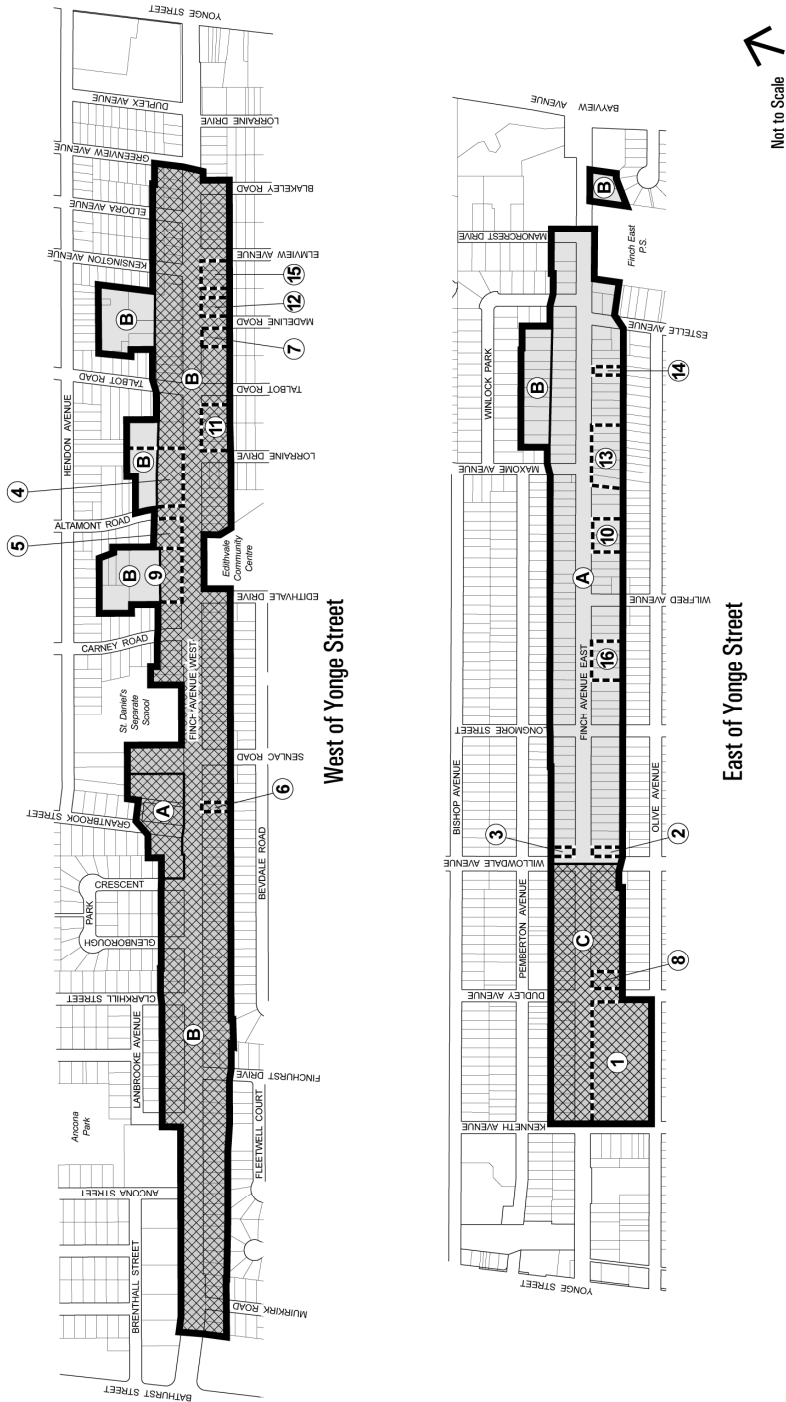 YONGE STREET
DUPLEX AVENUE
LORRAINE DRIVE
GREENVIEW AVENUE
BLAKELEY ROAD
ELDORA AVENUE
KENSINGTON AVENUE
ELMVIEW AVENUE
15
12
MADELINE ROAD
7
B
B
TALBOT ROAD
TALBOT ROAD
HENDON AVENUE
11
B
LORRAINE DRIVE
4
ALTAMONT ROAD
5
Edithvale
Community
Centre
B
9
EDITHVALE DRIVE
CARNEY ROAD
FINCH AVENUE WEST
St. Daniel's
Separate
School
SENLAC ROAD
6
A
GRANTBROOK STREET
BEVDALE ROAD
CRESCENT
PARK
GLENBOROUGH
CLARKHILL STREET
LANBROOKE AVENUE
B
FINCHURST DRIVE
Ancona
Park
FLEETWELL COURT
ANCONA STREET
BRENTHALL STREET
MUIRKIRK ROAD
BATHURST STREET
West of Yonge Street
BAYVIEW AVENUE
B
MANORCREST DRIVE
Finch East
P.S.
ESTELLE AVENUE
WINLOCK PARK
B
14
MAXOME AVENUE
13
10
A
WILFRED AVENUE
16
FINCH AVENUE EAST
LONGMORE STREET
BISHOP AVENUE
OLIVE AVENUE
3
2
WILLOWDALE AVENUE
PEMBERTON AVENUE
C
8
DUDLEY AVENUE
1
KENNETH AVENUE
YONGE STREET
East of Yonge Street
Not to Scale